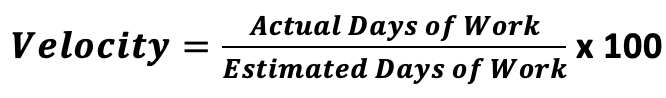 Velocity = Actual Days of Work / Estimated Days of Work x 100